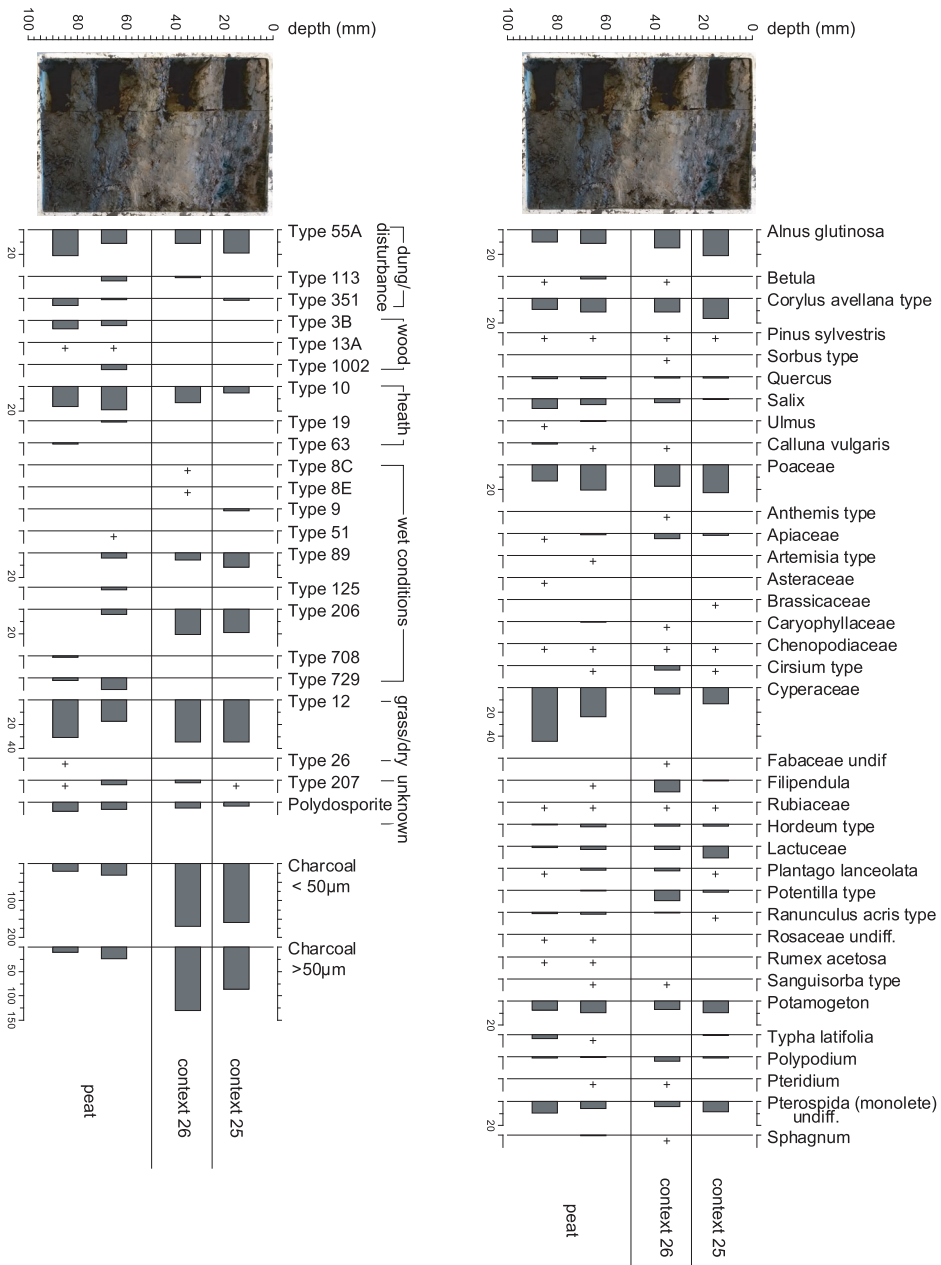 depth (mm)
0
20
40
60
80
100
Type 55A
20
Type 113
Type 351
Type 3B
Type 13A
Type 1002
Type 10
20
Type 19
Type 63
Type 8C
Type 8E
Type 9
Type 51
Type 89
20
Type 125
Type 206
20
Type 708
Type 729
Type 12
20
40
Type 26
Type 207
Polydosporite
dung/
disturbance
wood
heath
wet conditions
grass/dry
unknown
Charcoal
< 50µm
100
200
Charcoal
>50µm
50
100
150
peat
context 26
context 25
depth (mm)
0
20
40
60
80
100
Alnus glutinosa
20
Betula
Corylus avellana type
20
Pinus sylvestris
Sorbus type
Quercus
Salix
Ulmus
Calluna vulgaris
Poaceae
20
Anthemis type
Apiaceae
Artemisia type
Asteraceae
Brassicaceae
Caryophyllaceae
Chenopodiaceae
Cirsium type
Cyperaceae
20
40
Fabaceae undif
Filipendula
Rubiaceae
Hordeum type
Lactuceae
Plantago lanceolata
Potentilla type
Ranunculus acris type
Rosaceae undiff.
Rumex acetosa
Sanguisorba type
Potamogeton
20
Typha latifolia
Polypodium
Pteridium
Pterospida (monolete)
undiff.
20
Sphagnum
peat
context 26
context 25